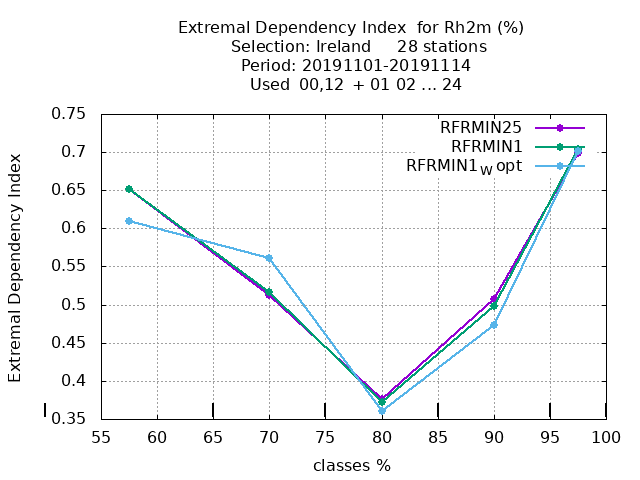 Extremal Dependency Index  for Rh2m (%)
Selection: Ireland     28 stations
Period: 20191101-20191114
Used  00,12  + 01 02 ... 24
RFRMIN25
RFRMIN1
RFRMIN1W opt
Extremal Dependency Index
0.75
0.7
0.65
0.6
0.55
0.5
0.45
0.4
0.35
55 60 65 70 75 80 85 90 95 100
classes %